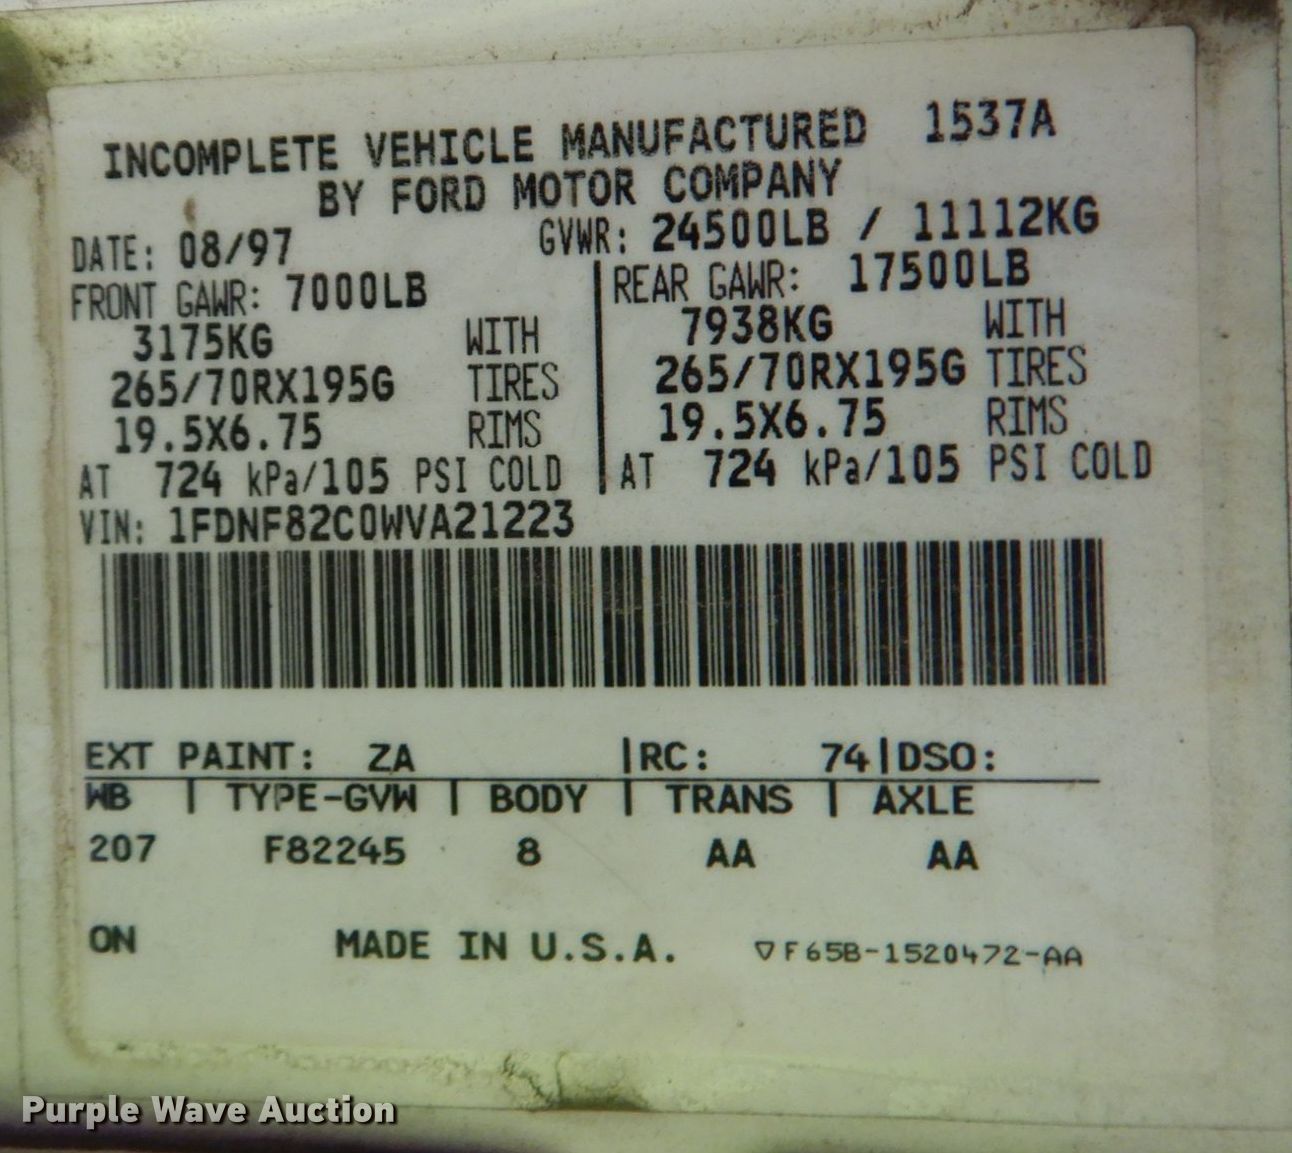 INCOMPLETE VEHICLE MANUFACTURED 1537A
BY FORD MOTOR COMPANY
DATE: 08/97 GVWR: 24500LB / 11112KG
FRONT GAWR: 7000LB REAR GAWR: 17500LB
3175KG WITH 7938KG WITH
265/70RX195G TIRES 265/70RX195G TIRES
19.5X6.75 RIMS 19.5X6.75 RIMS
AT 724 kPa/105 PSI COLD AT 724 kPa/105 PSI COLD
VIN: 1FDNF82C0WVA21223
EXT PAINT: ZA |RC: 74|DSO:
WB | TYPE-GVW | BODY | TRANS | AXLE
207 F82245 8 AA AA
ON MADE IN U.S.A. ▽F65B-1520472-AA
Purple Wave Auction